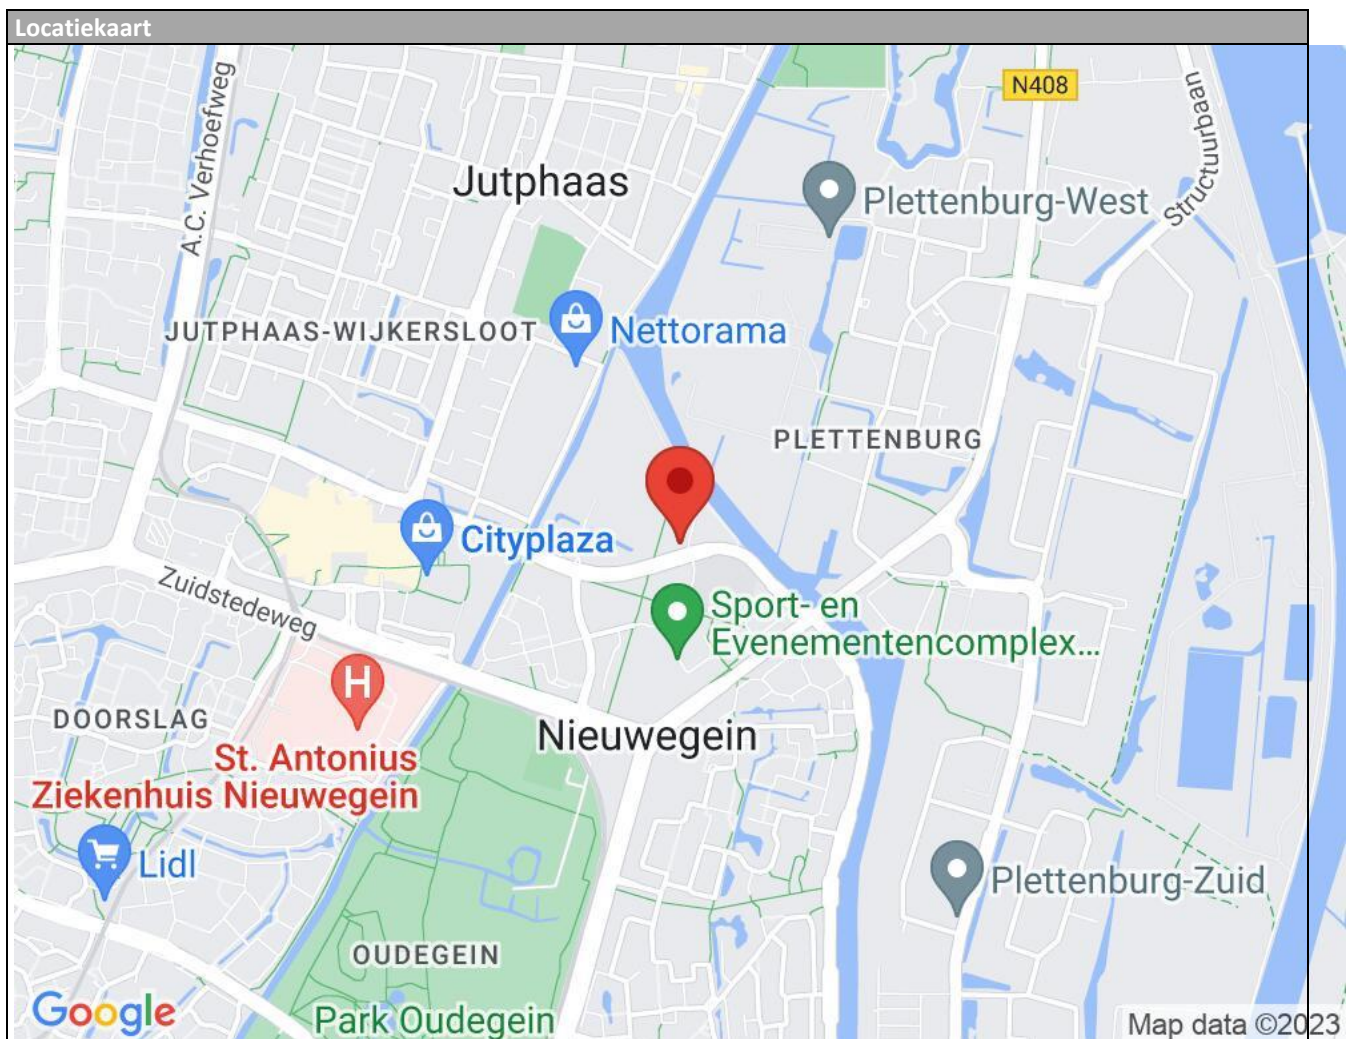 Locatiekaart
N408
A.C. Verhoefweg
Structuurbaan
Jutphaas
Plettenburg-West
JUTPHAAS-WIJKERSLOOT
Nettorama
PLETTENBURG
Cityplaza
Zuidstedeweg
Sport- en
Evenementencomplex...
DOORSLAG
Nieuwegein
St. Antonius
Ziekenhuis Nieuwegein
H
Lidl
Plettenburg-Zuid
OUDEGEIN
Google
Park Oudegein
Map data ©2023